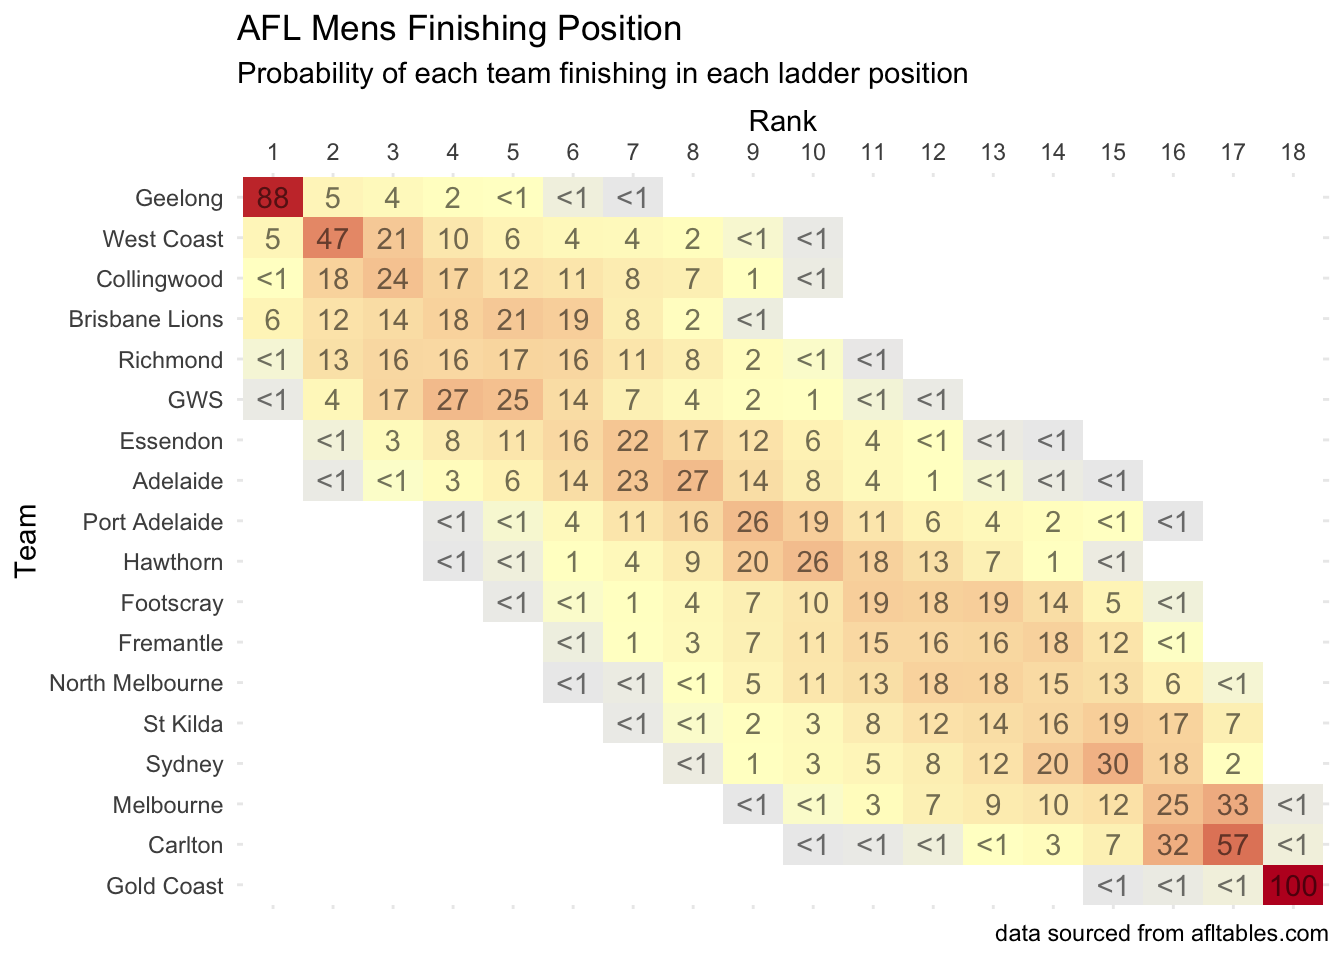 AFL Mens Finishing Position
Probability of each team finishing in each ladder position
Rank
1 2 3 4 5 6 7 8 9 10 11 12 13 14 15 16 17 18
Team
Geelong 88 5 4 2 <1 <1 <1
West Coast 5 47 21 10 6 4 4 2 <1 <1
Collingwood <1 18 24 17 12 11 8 7 1 <1
Brisbane Lions 6 12 14 18 21 19 8 2 <1
Richmond <1 13 16 16 17 16 11 8 2 <1 <1
GWS <1 4 17 27 25 14 7 4 2 1 <1 <1
Essendon <1 3 8 11 16 22 17 12 6 4 <1 <1 <1
Adelaide <1 <1 3 6 14 23 27 14 8 4 1 <1 <1 <1
Port Adelaide <1 <1 4 11 16 26 19 11 6 4 2 <1 <1
Hawthorn <1 <1 1 4 9 20 26 18 13 7 1 <1
Footscray <1 <1 1 4 7 10 19 18 19 14 5 <1
Fremantle <1 1 3 7 11 15 16 16 18 12 <1
North Melbourne <1 <1 <1 5 11 13 18 18 15 13 6 <1
St Kilda <1 <1 2 3 8 12 14 16 19 17 7
Sydney <1 1 3 5 8 12 20 30 18 2
Melbourne <1 <1 3 7 9 10 12 25 33 <1
Carlton <1 <1 <1 <1 3 7 32 57 <1
Gold Coast <1 <1 <1 100
data sourced from afltables.com